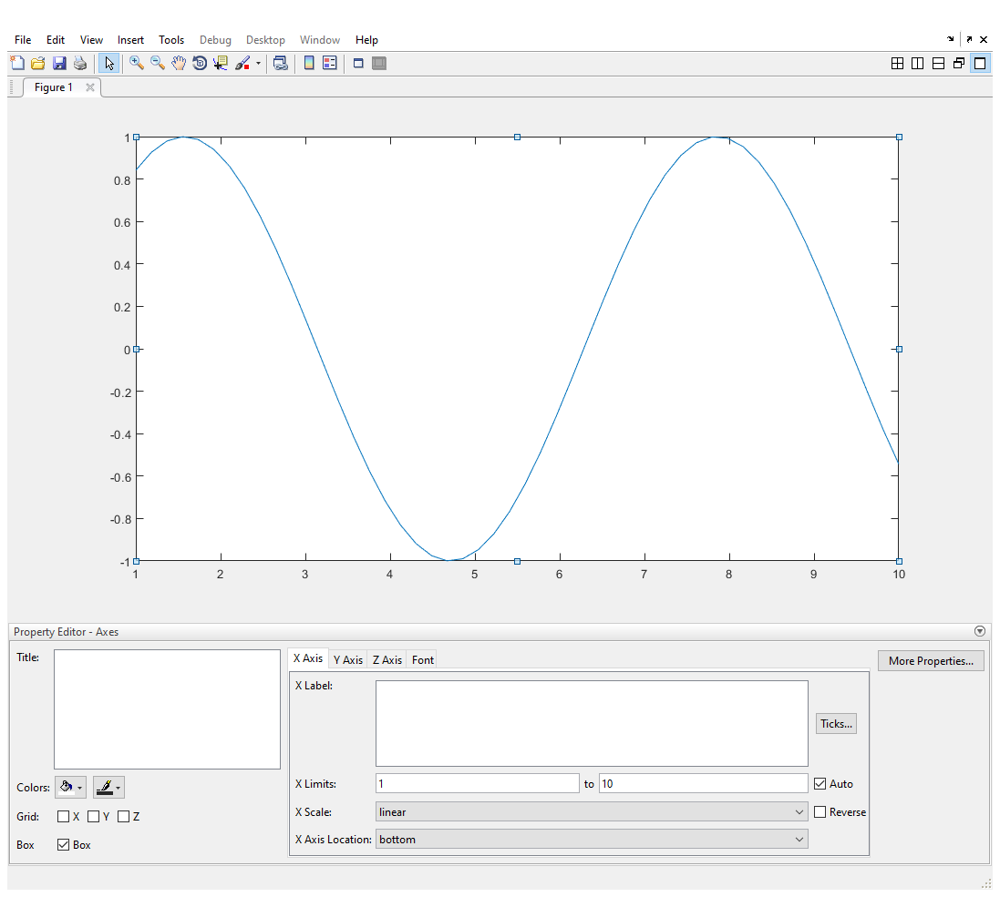 File Edit View Insert Tools Debug Desktop Window Help
Figure 1
1
0.8
0.6
0.4
0.2
0
-0.2
-0.4
-0.6
-0.8
-1
1 2 3 4 5 6 7 8 9 10
Property Editor - Axes
Title:
Colors:
Grid: X Y Z
Box Box
X Axis Y Axis Z Axis Font
X Label:
Ticks...
X Limits: 1 to 10 Auto
X Scale: linear Reverse
X Axis Location: bottom
More Properties...